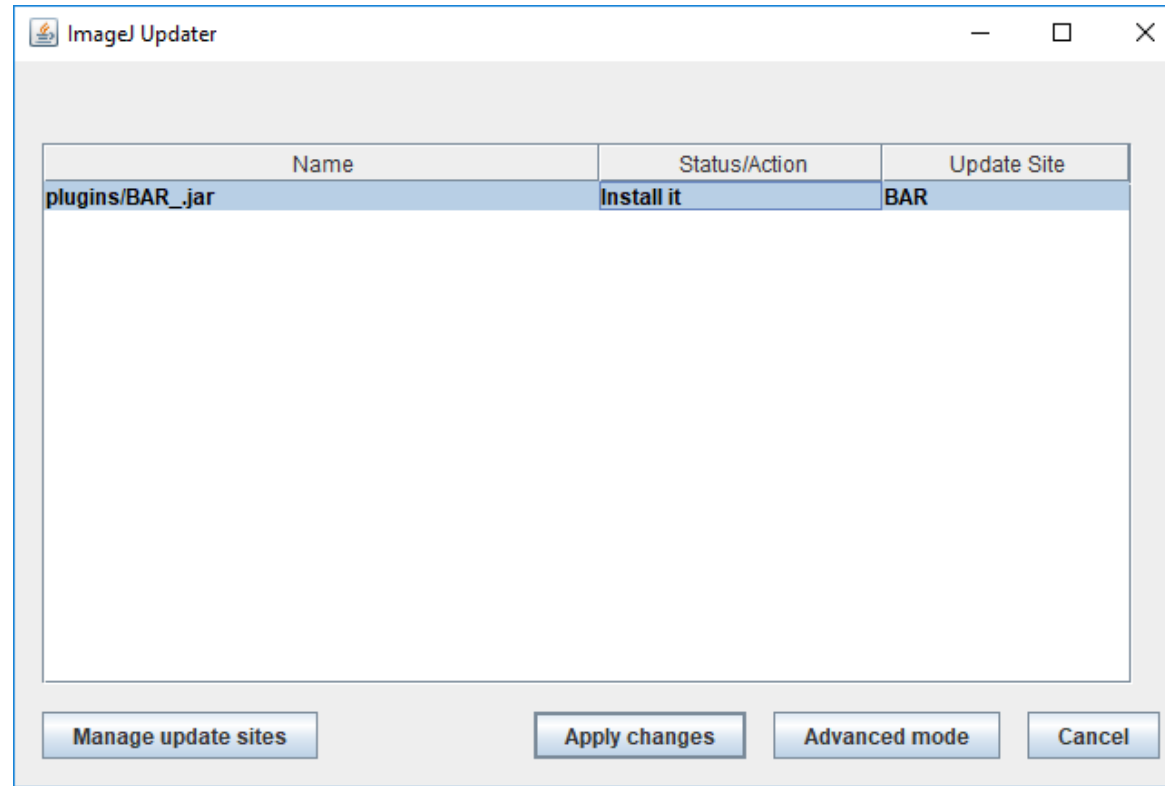 ImageJ Updater
Name Status/Action Update Site
plugins/BAR_.jar Install it BAR
Manage update sites Apply changes Advanced mode Cancel